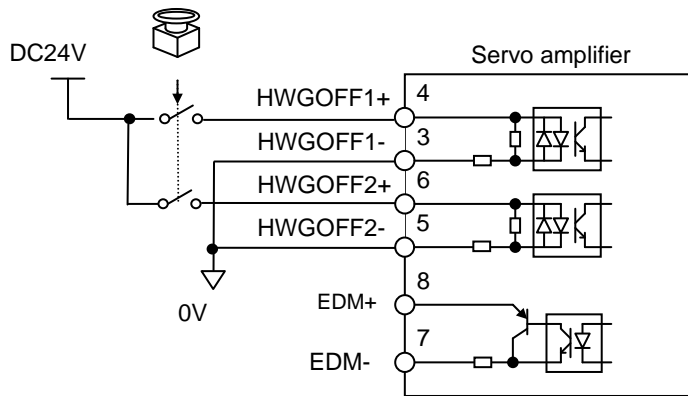 DC24V
Servo amplifier
HWGOFF1+
4
HWGOFF1-
3
HWGOFF2+
6
HWGOFF2-
5
0V
EDM+
8
EDM-
7